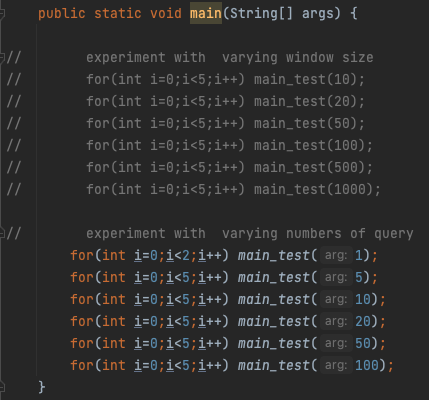 public static void main(String[] args) {
//      experiment with  varying window size
//      for(int i=0;i<5;i++) main_test(10);
//      for(int i=0;i<5;i++) main_test(20);
//      for(int i=0;i<5;i++) main_test(50);
//      for(int i=0;i<5;i++) main_test(100);
//      for(int i=0;i<5;i++) main_test(500);
//      for(int i=0;i<5;i++) main_test(1000);
//      experiment with  varying numbers of query
for(int i=0;i<2;i++) main_test( arg: 1);
for(int i=0;i<5;i++) main_test( arg: 5);
for(int i=0;i<5;i++) main_test( arg: 10);
for(int i=0;i<5;i++) main_test( arg: 20);
for(int i=0;i<5;i++) main_test( arg: 50);
for(int i=0;i<5;i++) main_test( arg: 100);
}